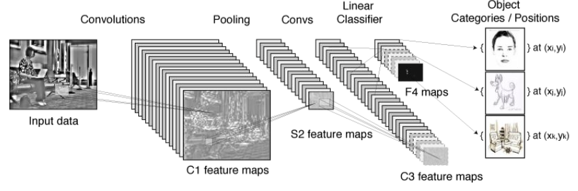 Convolutions
Pooling
Convs
Linear
Classifier
Object
Categories / Positions
{ } at (xi,yi)
{ } at (xj,yj)
{ } at (xk,yk)
Input data
C1 feature maps
S2 feature maps
C3 feature maps
F4 maps